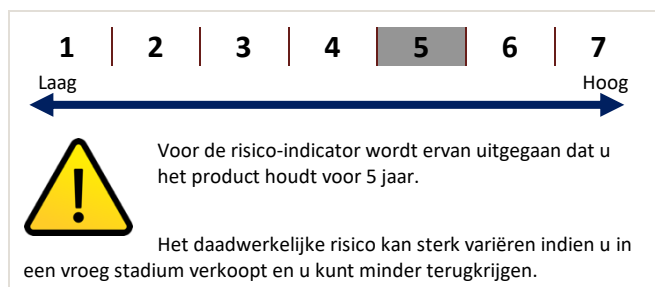 1 2 3 4 5 6 7
Laag Hoog
Voor de risico-indicator wordt ervan uitgegaan dat u
het product houdt voor 5 jaar.
Het daadwerkelijke risico kan sterk variëren indien u in
een vroeg stadium verkoopt en u kunt minder terugkrijgen.